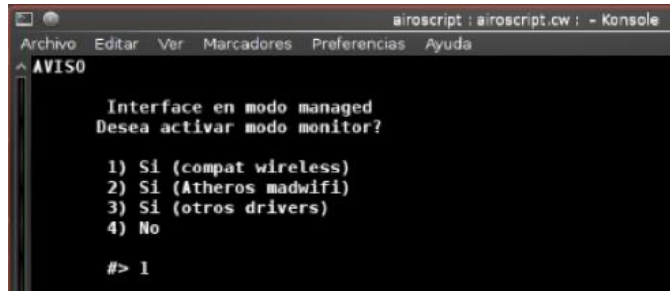 airoscript : airoscript.cw : - Konsole
Archivo Editar Ver Marcadores Preferencias Ayuda
AVISO
Interface en modo managed
Desea activar modo monitor?
1) Si (compat wireless)
2) Si (Atheros madwifi)
3) Si (otros drivers)
4) No
#> 1